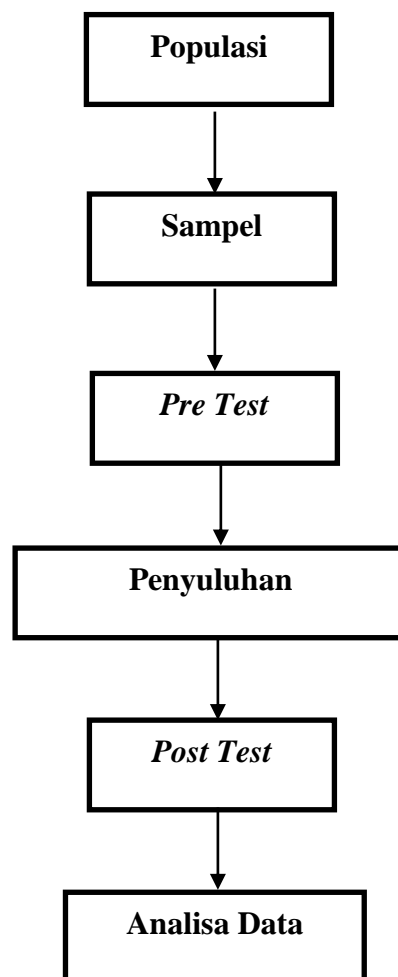 Populasi
Sampel
Pre Test
Penyuluhan
Post Test
Analisa Data